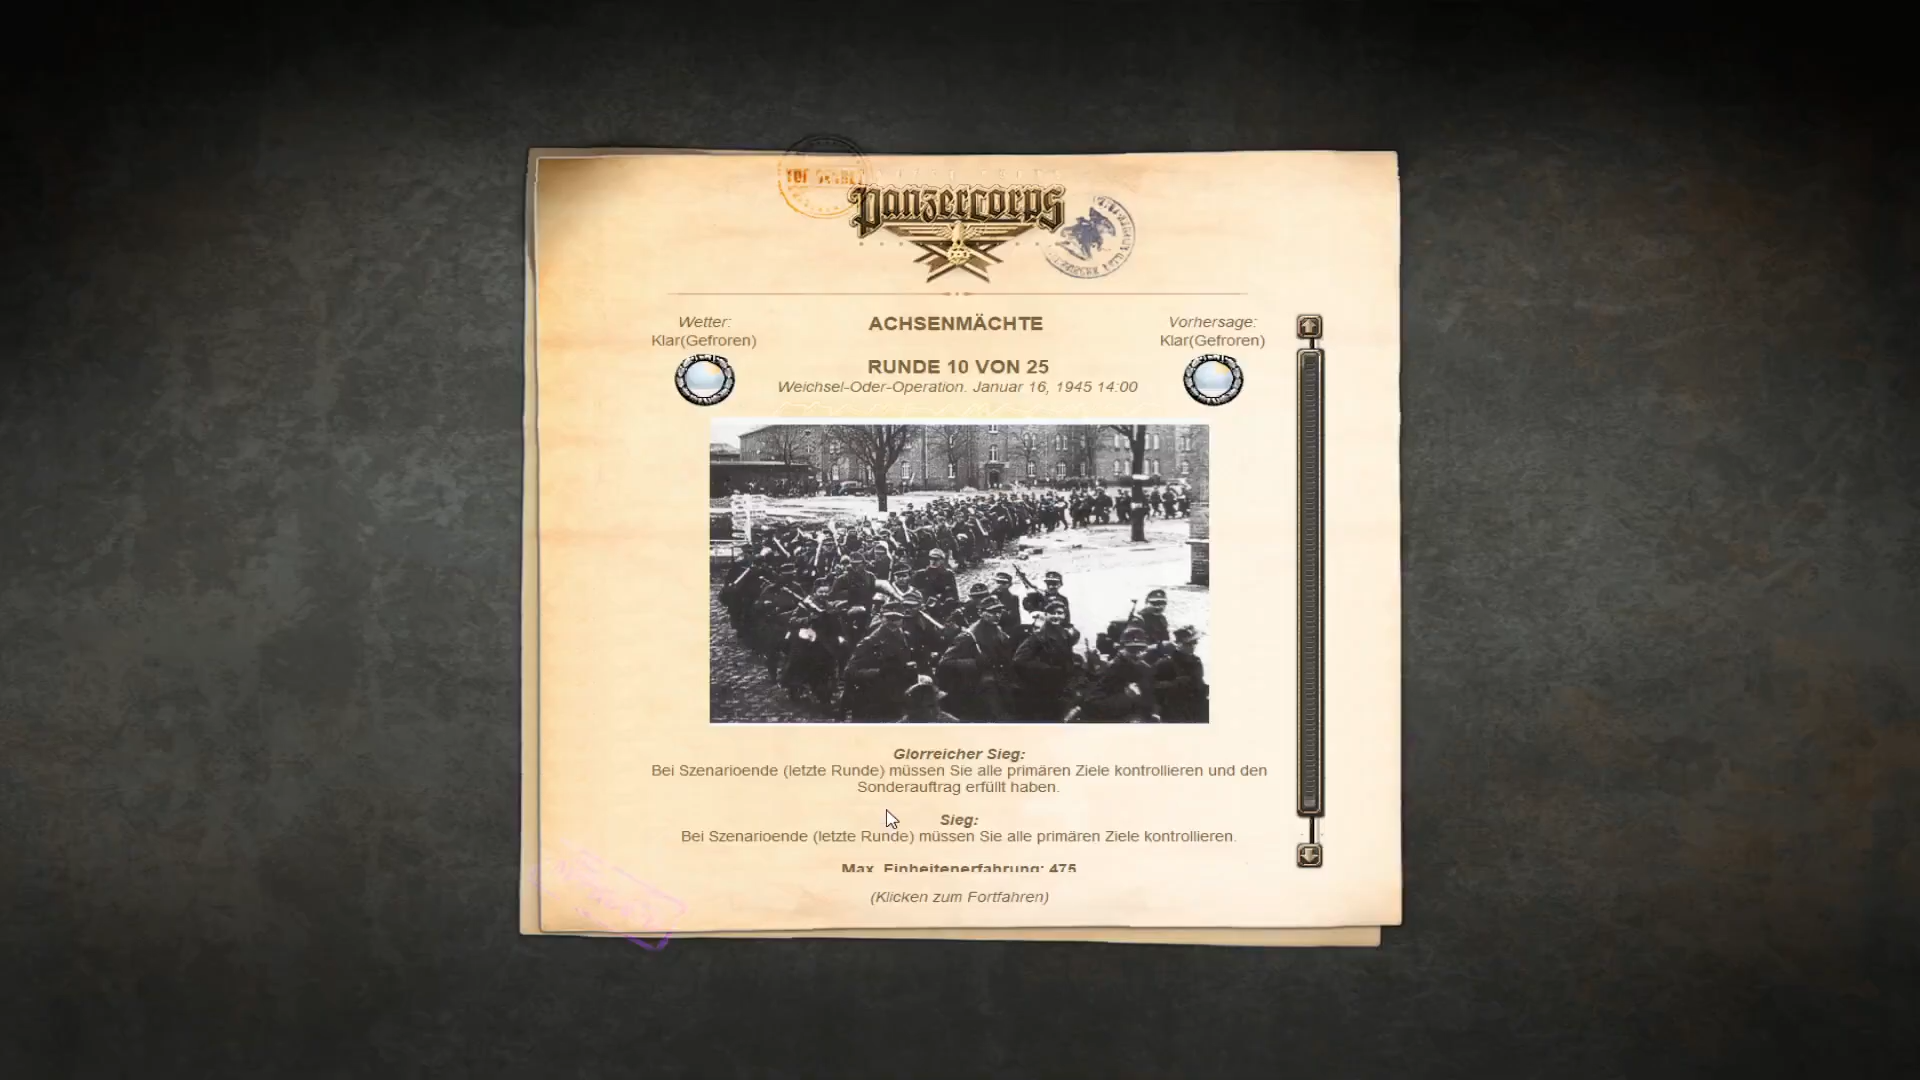 TOP SECRET
panzercorps
Wetter:
Klar(Gefroren)
ACHSENMÄCHTE
Vorhersage:
Klar(Gefroren)
RUNDE 10 VON 25
Weichsel-Oder-Operation. Januar 16, 1945 14:00
Glorreicher Sieg:
Bei Szenarioende (letzte Runde) müssen Sie alle primären Ziele kontrollieren und den
Sonderauftrag erfüllt haben.
Sieg:
Bei Szenarioende (letzte Runde) müssen Sie alle primären Ziele kontrollieren.
Max. Einheitenerfahrung: 475
(Klicken zum Fortfahren)